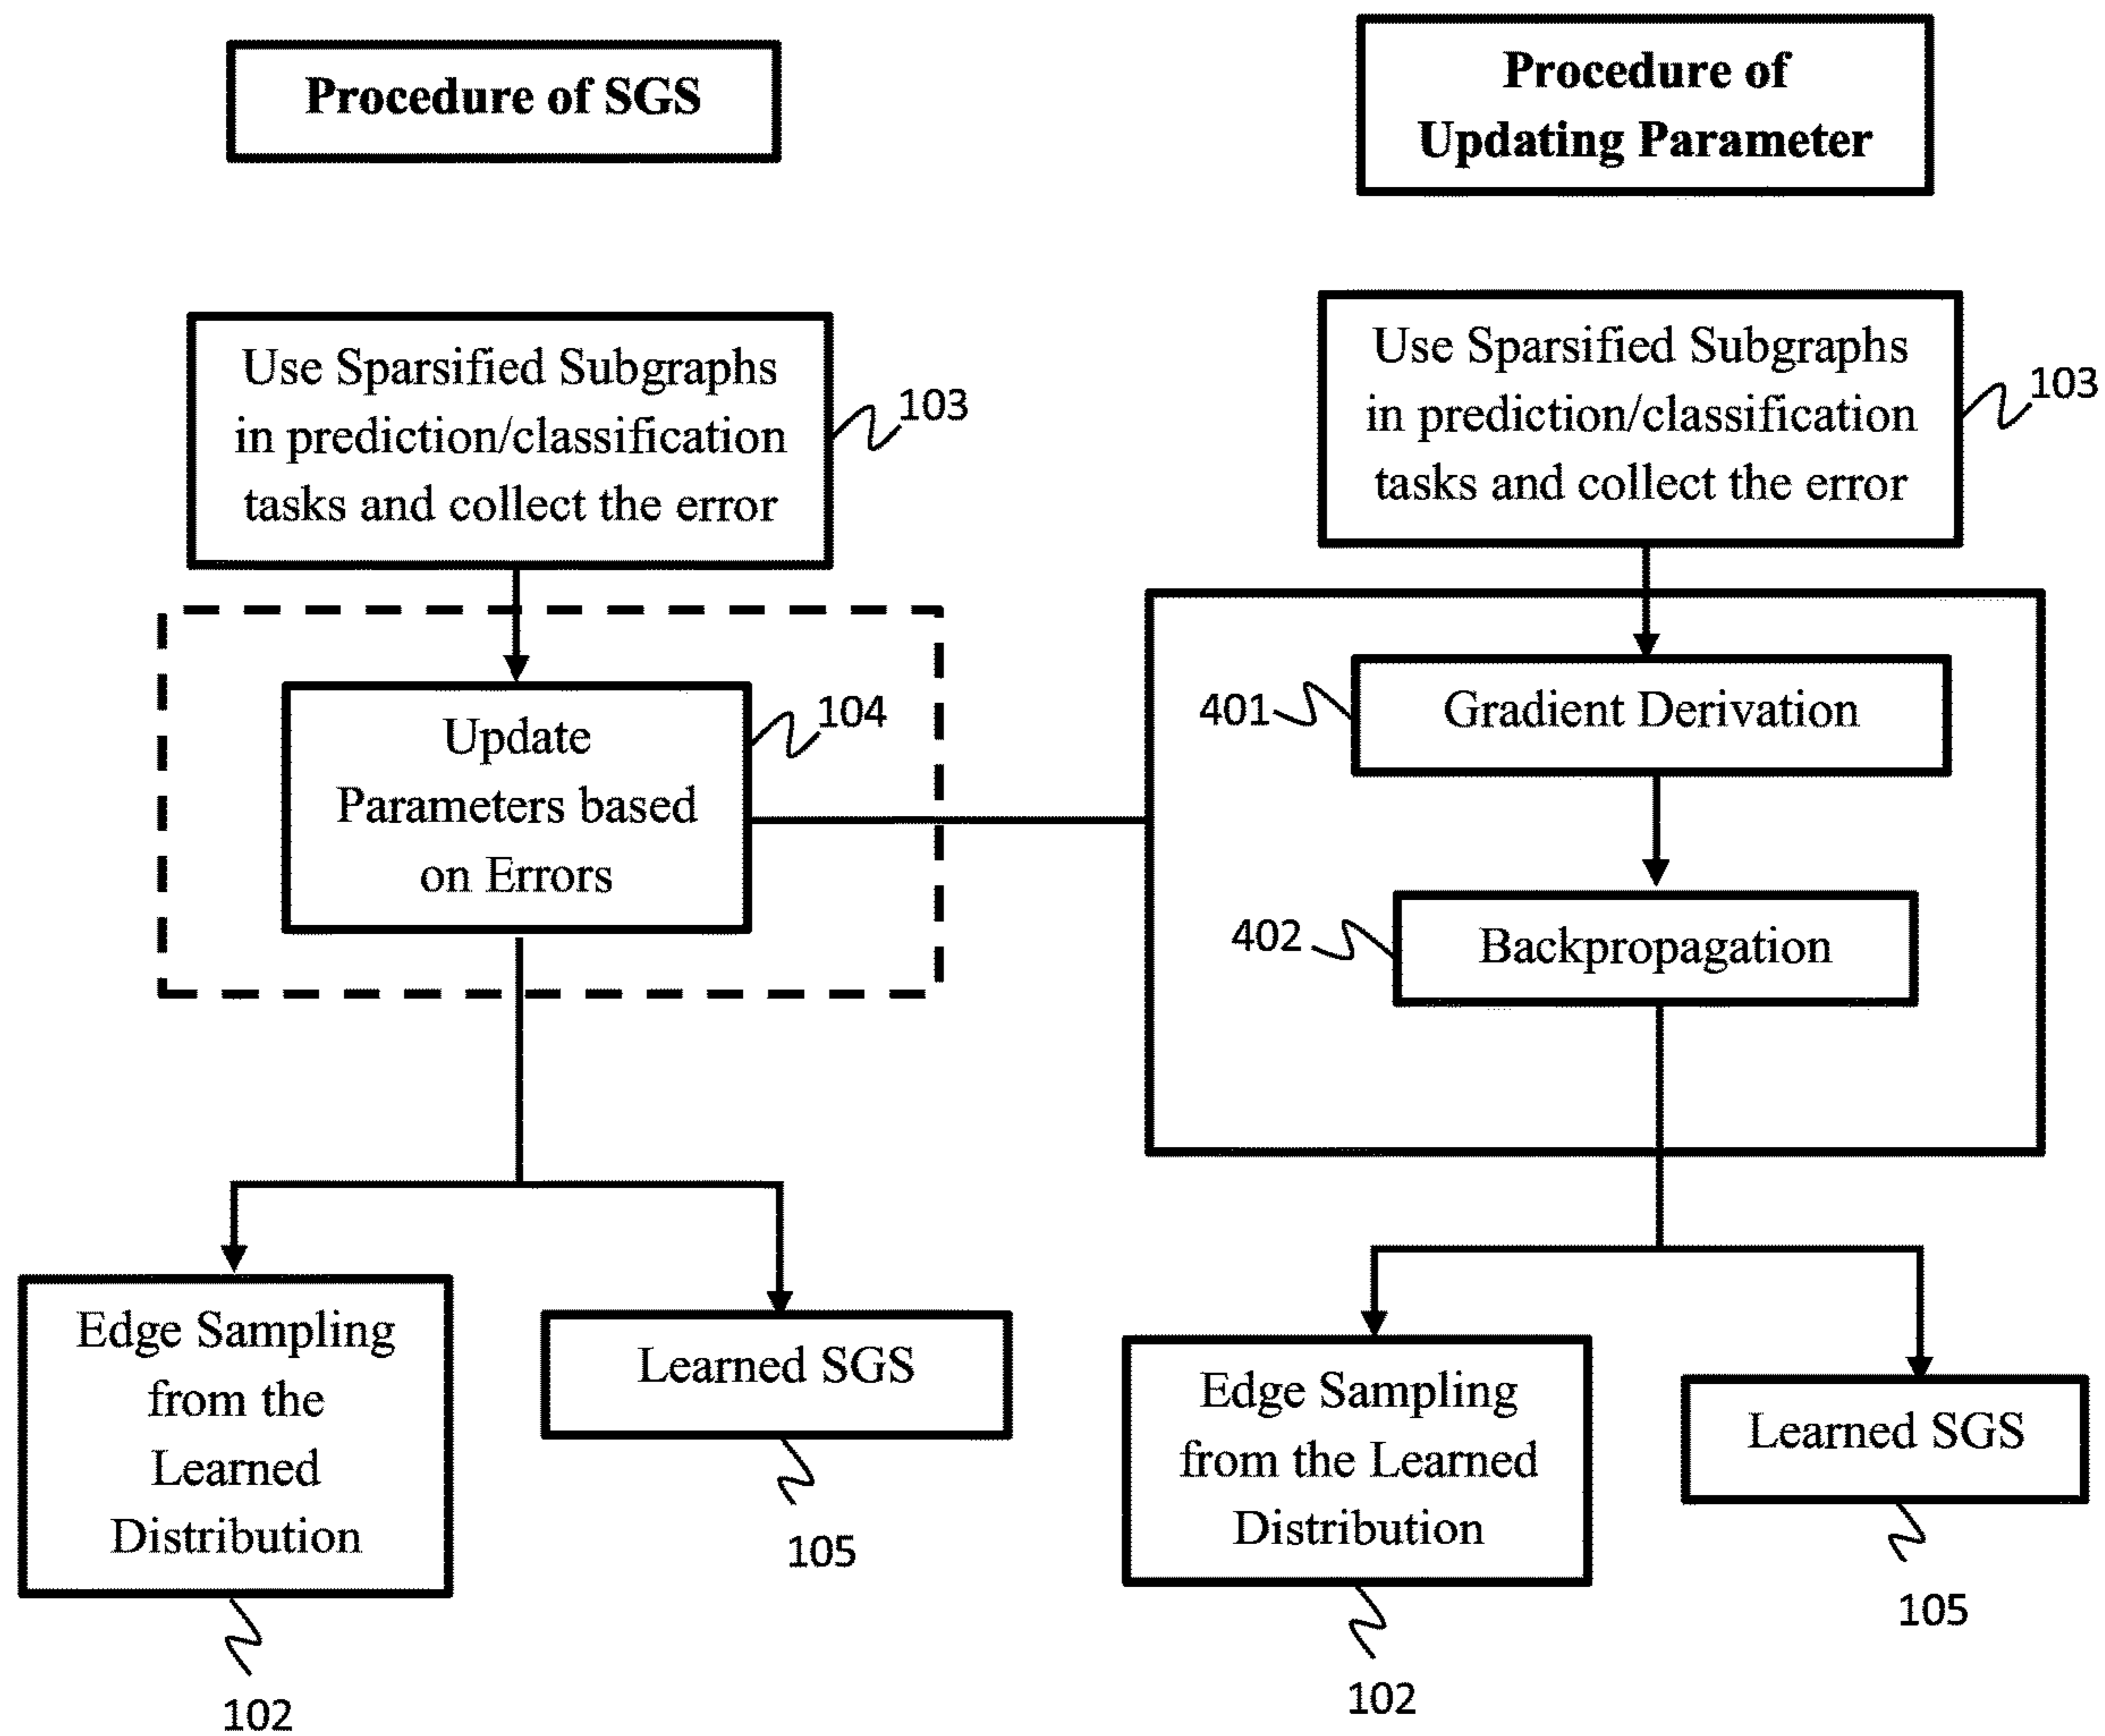 Procedure of SGS
Use Sparsified Subgraphs
in prediction/classification
tasks and collect the error
103
Update
Parameters based
on Errors
104
Edge Sampling
from the
Learned
Distribution
102
Learned SGS
105
Procedure of
Updating Parameter
Use Sparsified Subgraphs
in prediction/classification
tasks and collect the error
103
401
Gradient Derivation
402
Backpropagation
Edge Sampling
from the Learned
Distribution
102
Learned SGS
105